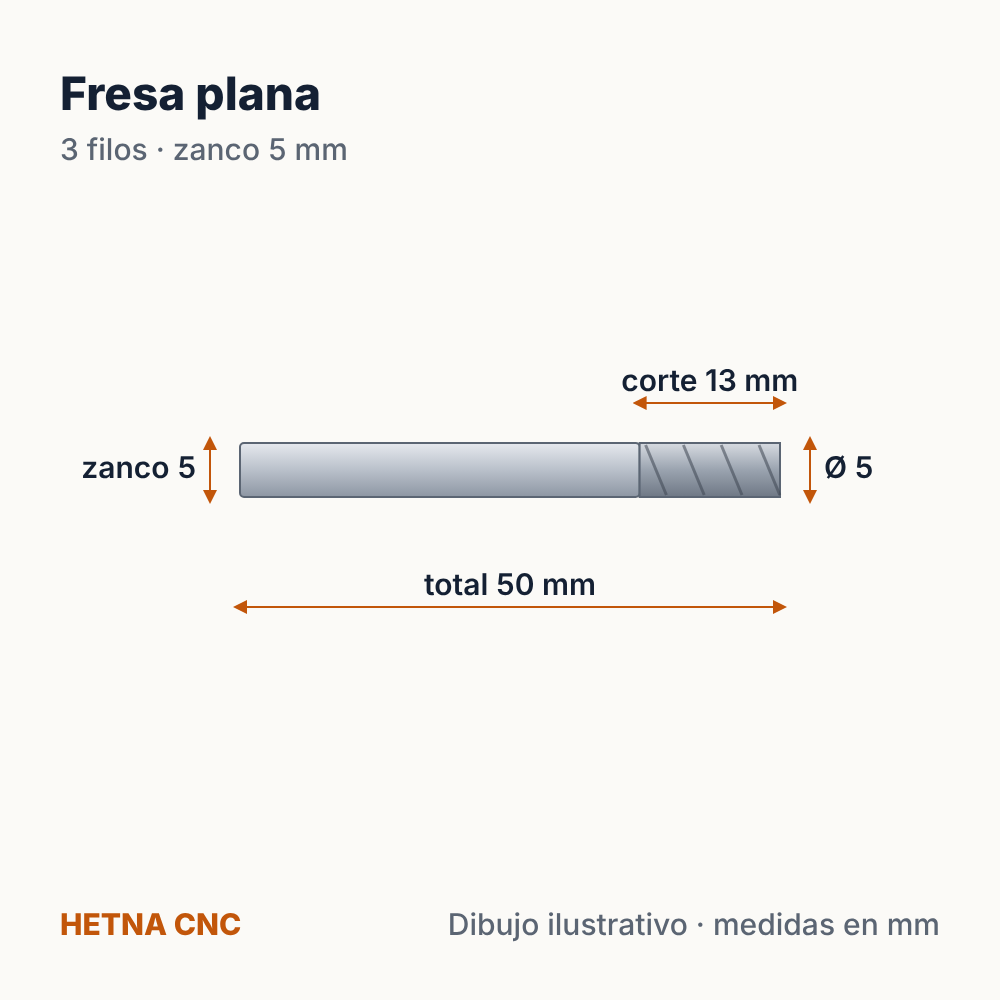 Fresa plana
3 filos · zanco 5 mm
corte 13 mm
zanco 5
Ø 5
total 50 mm
HETNA CNC
Dibujo ilustrativo · medidas en mm